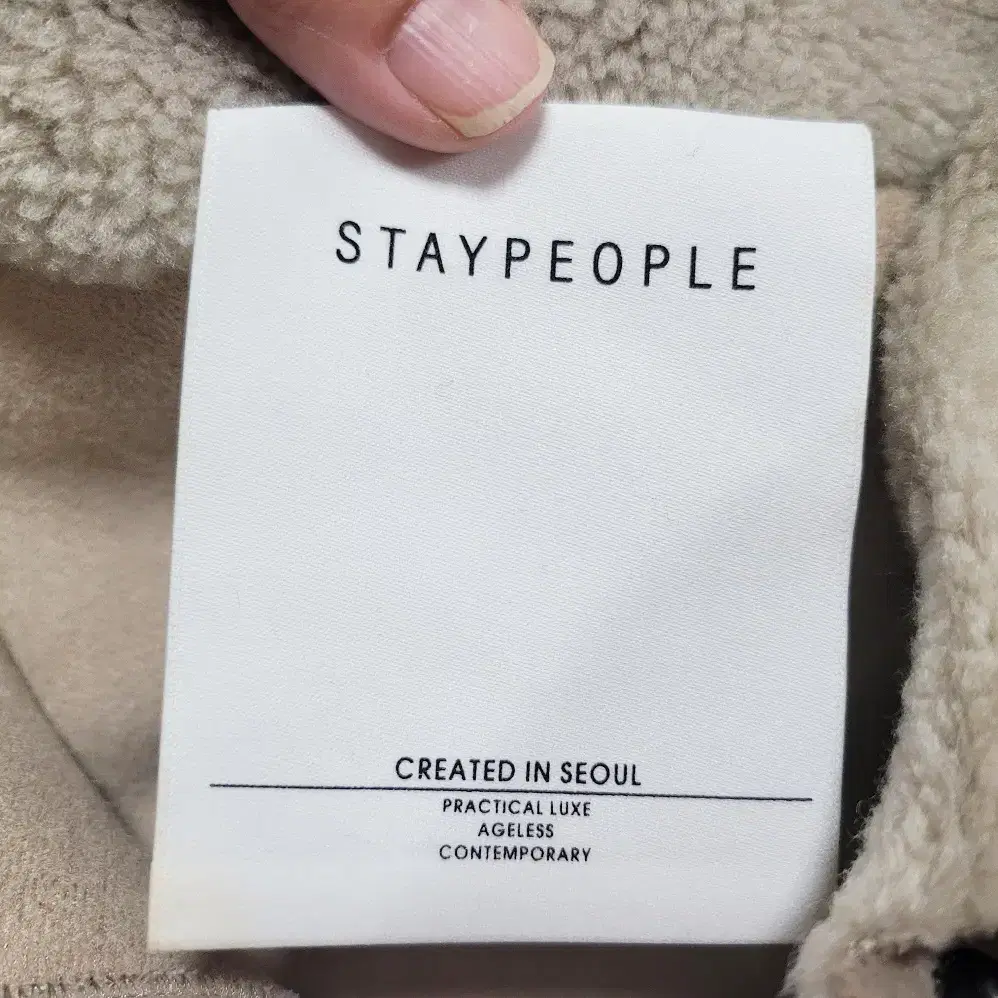 STAYPEOPLE
CREATED IN SEOUL
PRACTICAL LUXE
AGELESS
CONTEMPORARY